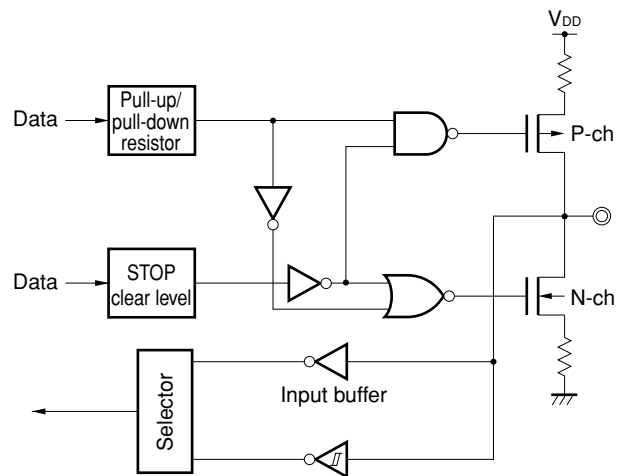 VDD
Data
Pull-up/
pull-down
resistor
P-ch
Data
STOP
clear level
N-ch
Selector
Input buffer